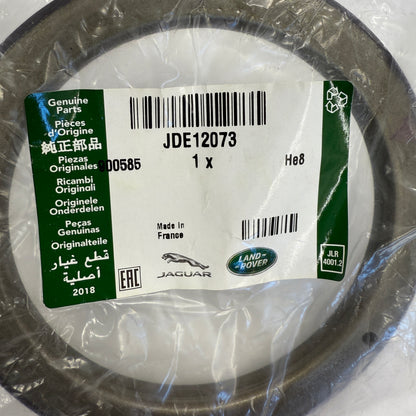 Genuine
Parts
Pièces
d'Origine
純正部品
Piezas
Originales
Ricambi
Originali
Originele
Onderdelen
Peças
Genuinas
Originalteile
قطع غيار
أصلية
2018
JDE12073
900585
1 x
He8
Made in
France
EAC
JAGUAR
LAND-
ROVER
JLR
4001.2